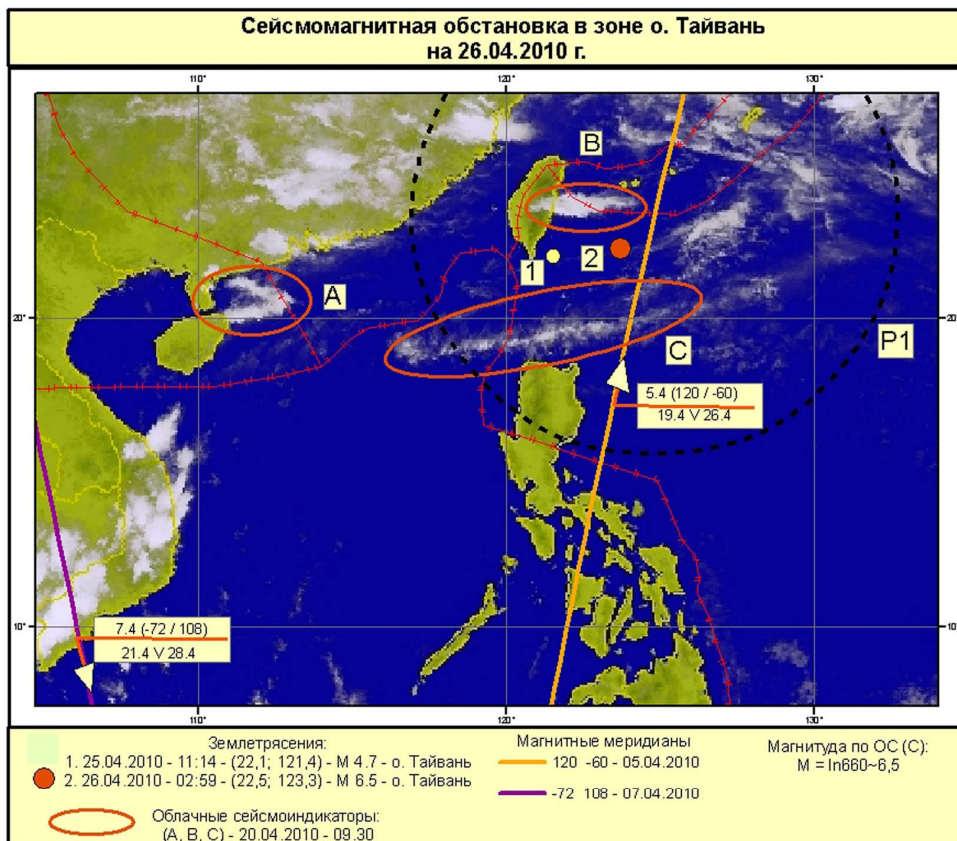 Сейсмомагнитная обстановка в зоне о. Тайвань
на 26.04.2010 г.
110°
120°
130°
B
1
2
A
20°
20°
P1
C
5.4 (120 / -60)
19.4 V 26.4
7.4 (-72 / 108)
21.4 V 28.4
10°
10°
110°
120°
130°
Землетрясения:
1. 25.04.2010 - 11:14 - (22,1; 121,4) - М 4.7 - о. Тайвань
2. 26.04.2010 - 02:59 - (22,5; 123,3) - М 6.5 - о. Тайвань
Облачные сейсмоиндикаторы:
(А, В, С) - 20.04.2010 - 09.30
Магнитные меридианы
120 -60 - 05.04.2010
-72 108 - 07.04.2010
Магнитуда по ОС (С):
M = ln660~6,5